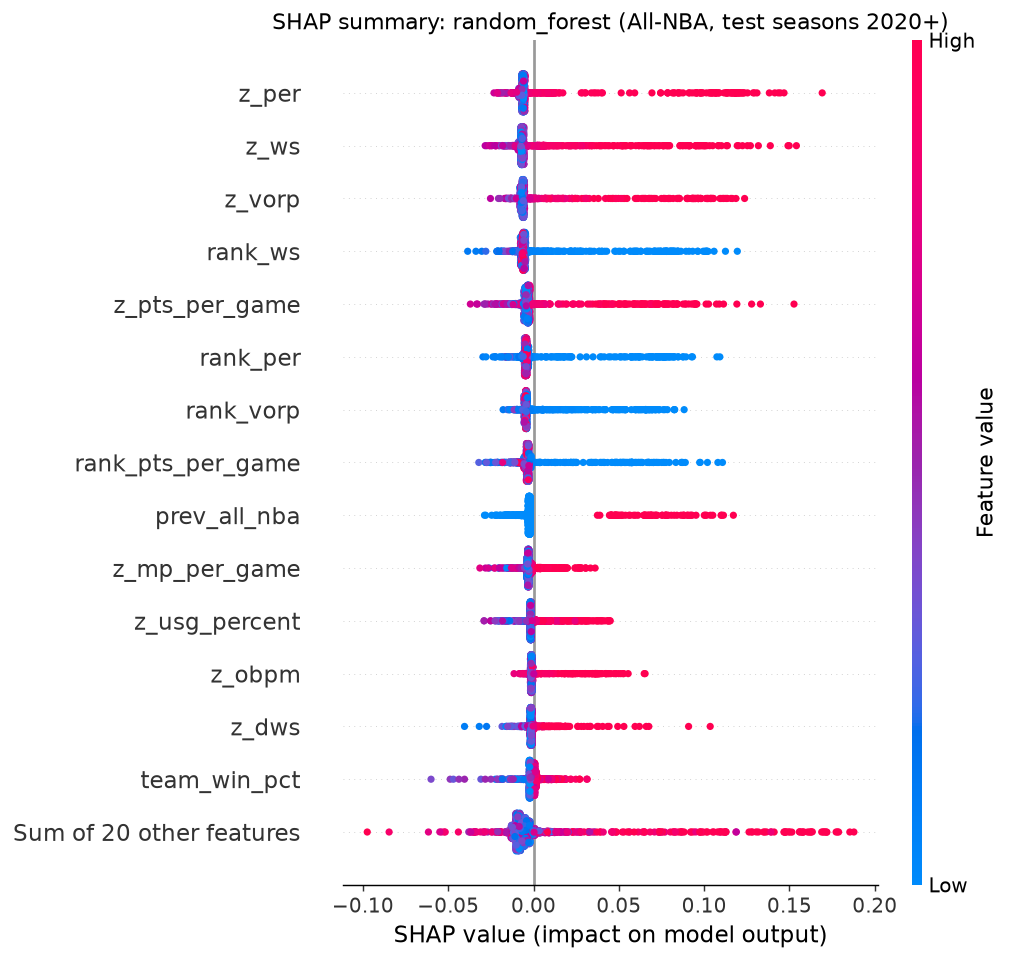 SHAP summary: random_forest (All-NBA, test seasons 2020+)
High
z_per
z_ws
z_vorp
rank_ws
z_pts_per_game
rank_per
rank_vorp
rank_pts_per_game
prev_all_nba
z_mp_per_game
z_usg_percent
z_obpm
z_dws
team_win_pct
Sum of 20 other features
Feature value
Low
−0.10 −0.05 0.00 0.05 0.10 0.15 0.20
SHAP value (impact on model output)